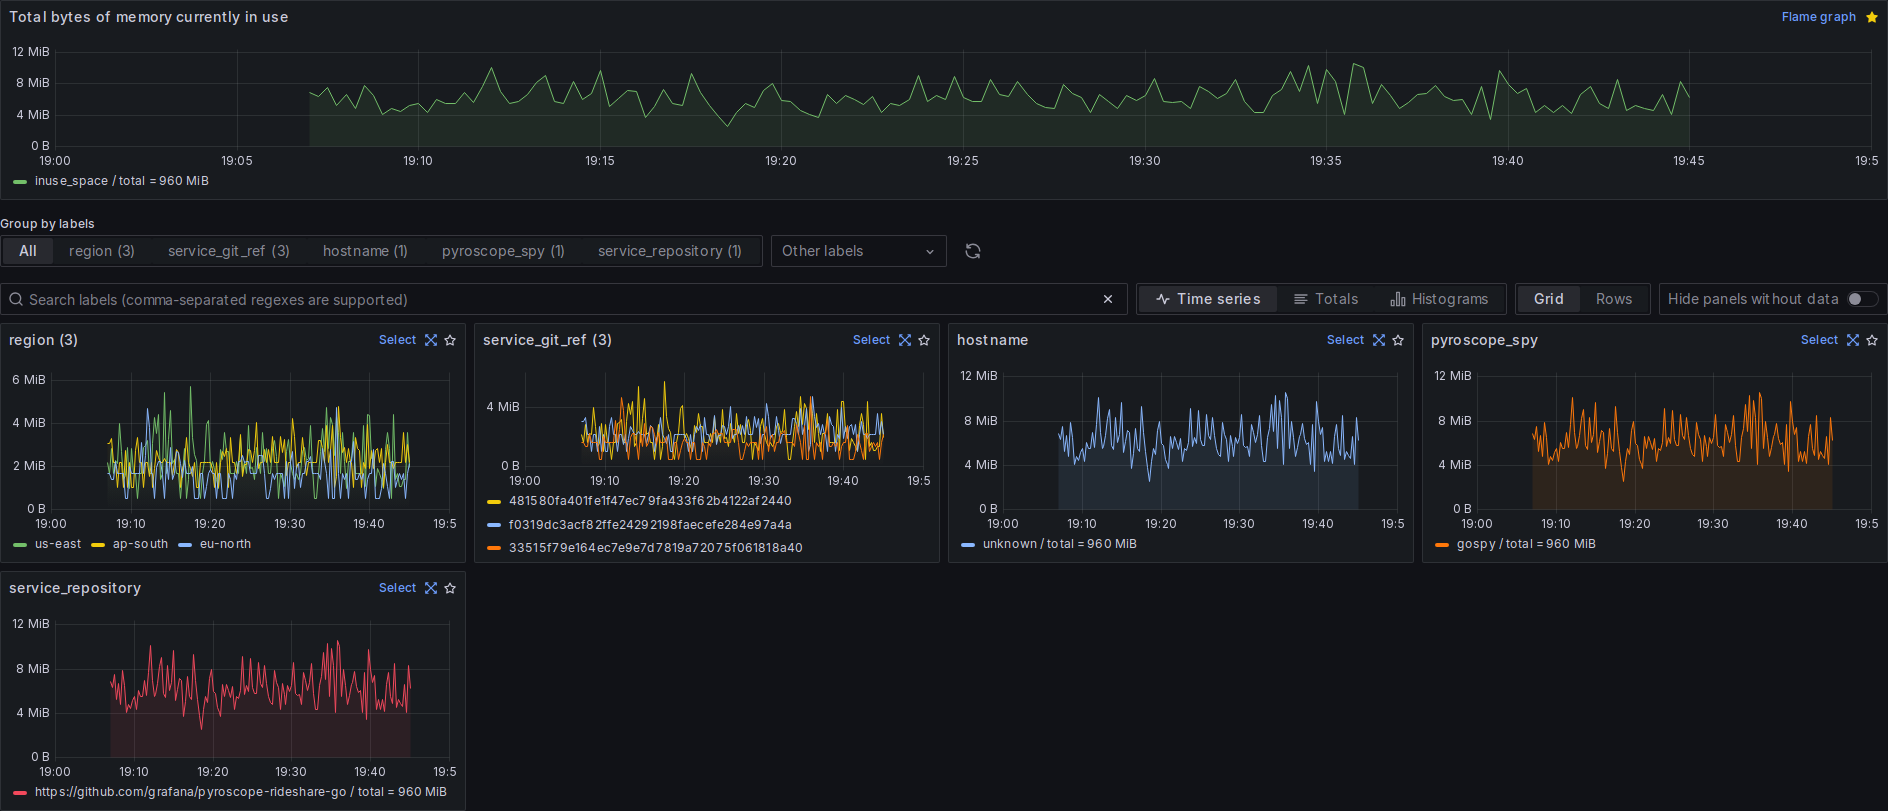 Total bytes of memory currently in use
Flame graph
12 MiB
8 MiB
4 MiB
0 B
19:00 19:05 19:10 19:15 19:20 19:25 19:30 19:35 19:40 19:45 19:5
inuse_space / total = 960 MiB
Group by labels
All region (3) service_git_ref (3) hostname (1) pyroscope_spy (1) service_repository (1) Other labels
Search labels (comma-separated regexes are supported) Time series Totals Histograms Grid Rows Hide panels without data
region (3) Select
6 MiB
4 MiB
2 MiB
0 B
19:00 19:10 19:20 19:30 19:40 19:5
us-east ap-south eu-north
service_git_ref (3) Select
4 MiB
0 B
19:00 19:10 19:20 19:30 19:40 19:5
481580fa401fe1f47ec79fa433f62b4122af2440
f0319dc3acf82ffe24292198faecefe284e97a4a
33515f79e164ec7e9e7d7819a72075f061818a40
hostname Select
12 MiB
8 MiB
4 MiB
0 B
19:00 19:10 19:20 19:30 19:40 19:5
unknown / total = 960 MiB
pyroscope_spy Select
12 MiB
8 MiB
4 MiB
0 B
19:00 19:10 19:20 19:30 19:40 19:5
gospy / total = 960 MiB
service_repository Select
12 MiB
8 MiB
4 MiB
0 B
19:00 19:10 19:20 19:30 19:40 19:5
https://github.com/grafana/pyroscope-rideshare-go / total = 960 MiB